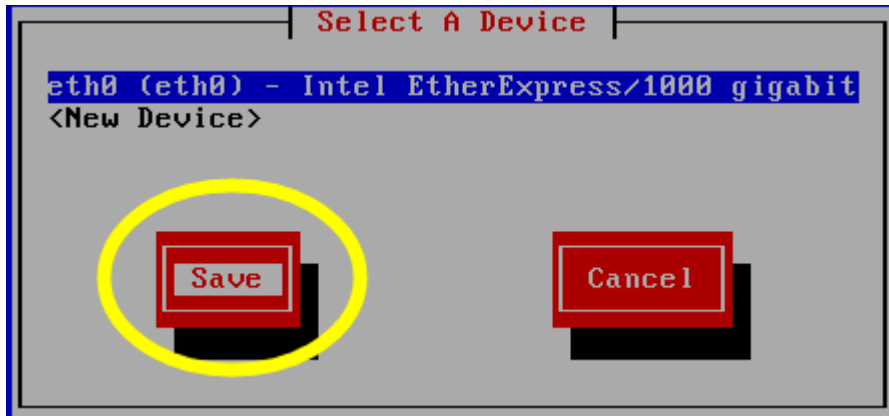 Select A Device
eth0 (eth0) - Intel EtherExpress/1000 gigabit
<New Device>
Save
Cancel